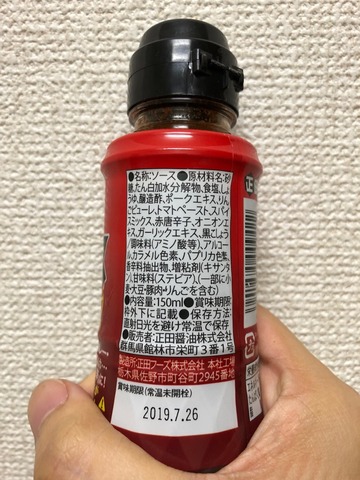 ●名称:ソース●原材料名:砂
糖、たん白加水分解物、食塩、しょ
うゆ、醸造酢、ポークエキス、りん
ごピューレ、トマトペースト、スパイ
スミックス、赤唐辛子、オニオンエ
キス、ガーリックエキス、黒こしょう
/調味料(アミノ酸等)、アルコー
ル、カラメル色素、パプリカ色素、
香辛料抽出物、増粘剤(キサンタ
ン)、甘味料(ステビア)、(一部に小
麦・大豆・豚肉・りんごを含む)
●内容量:150ml●賞味期限:
枠外下に記載●保存方法:
直射日光を避け常温で保存
●販売者:正田醤油株式会社
群馬県館林市栄町3番1号
製造所:正田フーズ株式会社 本社工場
栃木県佐野市町谷町2945番地
賞味期限(常温未開栓)
2019.7.26